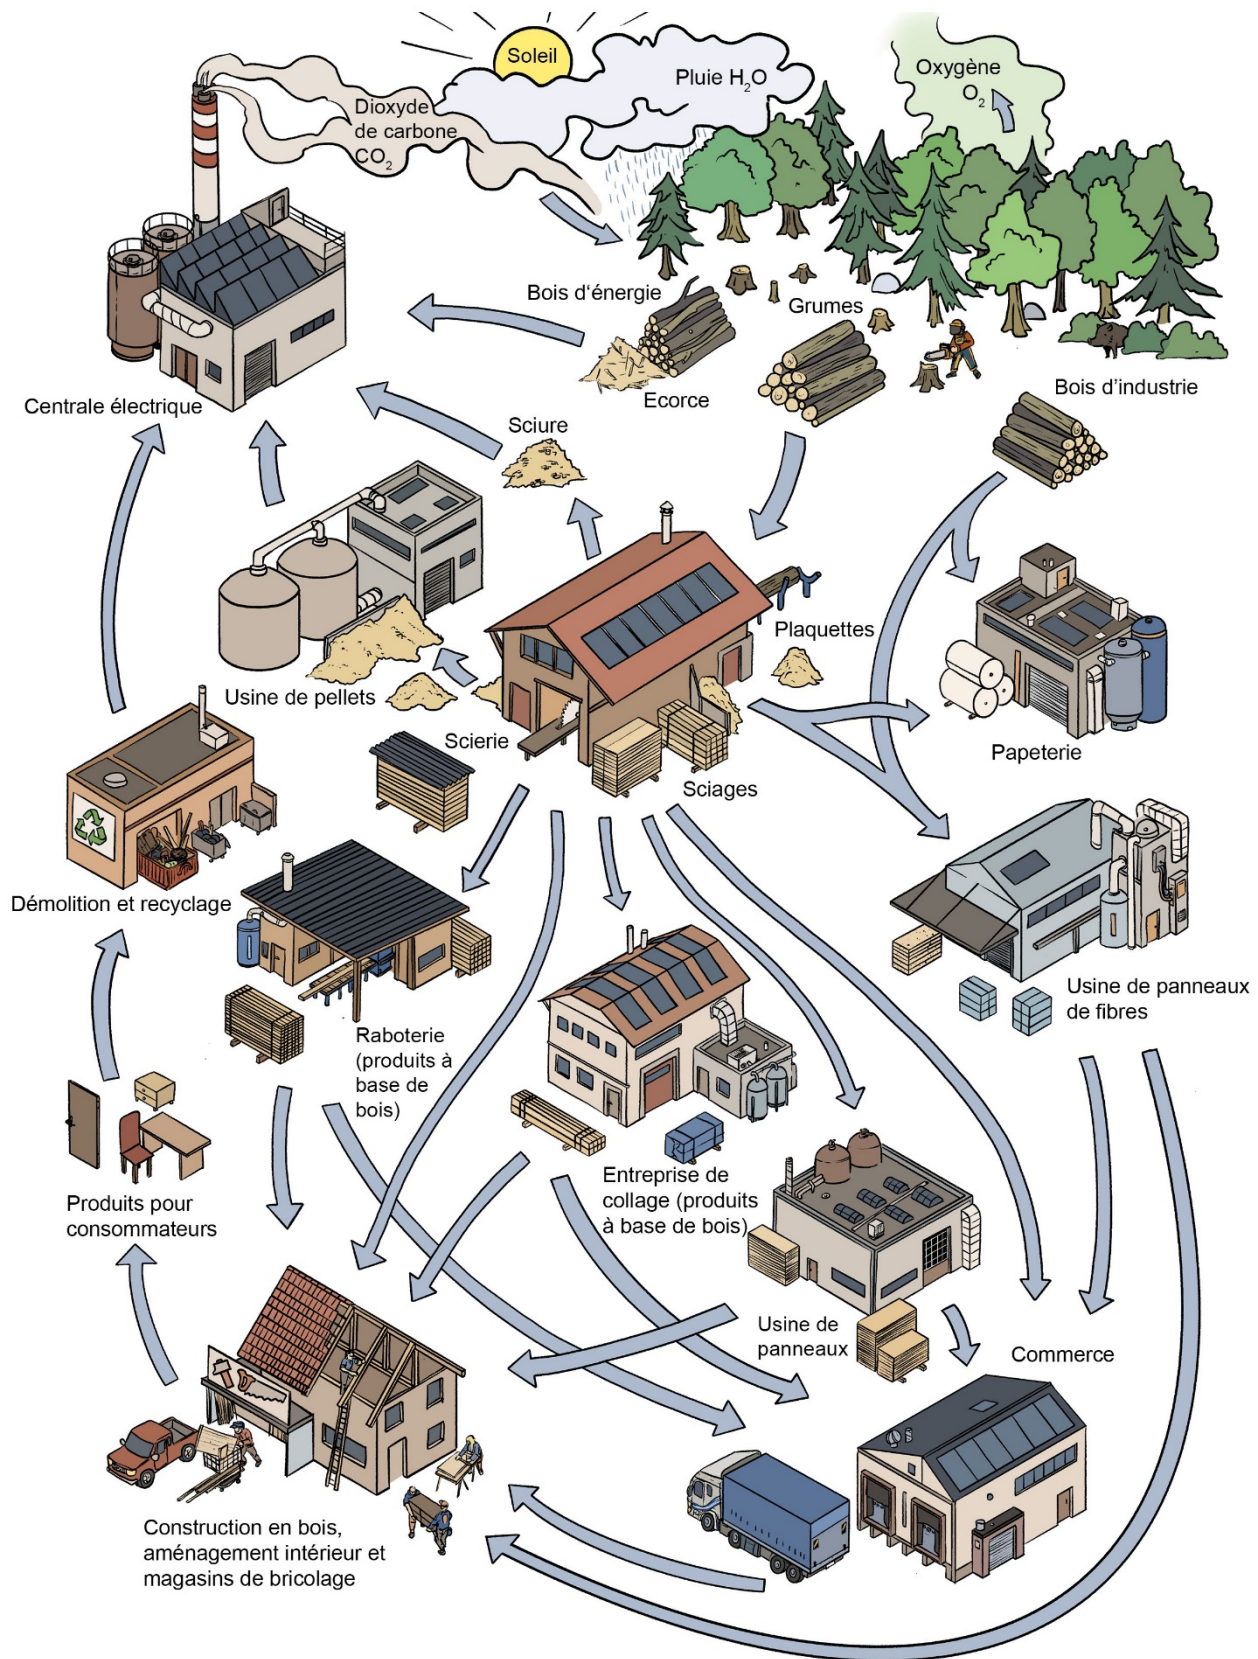 Soleil
Pluie H₂O
Oxygène
O₂
Dioxyde
de carbone
CO₂
Bois d‘énergie
Grumes
Ecorce
Bois d’industrie
Centrale électrique
Sciure
Plaquettes
Usine de pellets
Scierie
Sciages
Papeterie
Démolition et recyclage
Usine de panneaux
de fibres
Raboterie
(produits à
base de
bois)
Entreprise de
collage (produits
à base de bois)
Produits pour
consommateurs
Usine de
panneaux
Commerce
Construction en bois,
aménagement intérieur et
magasins de bricolage